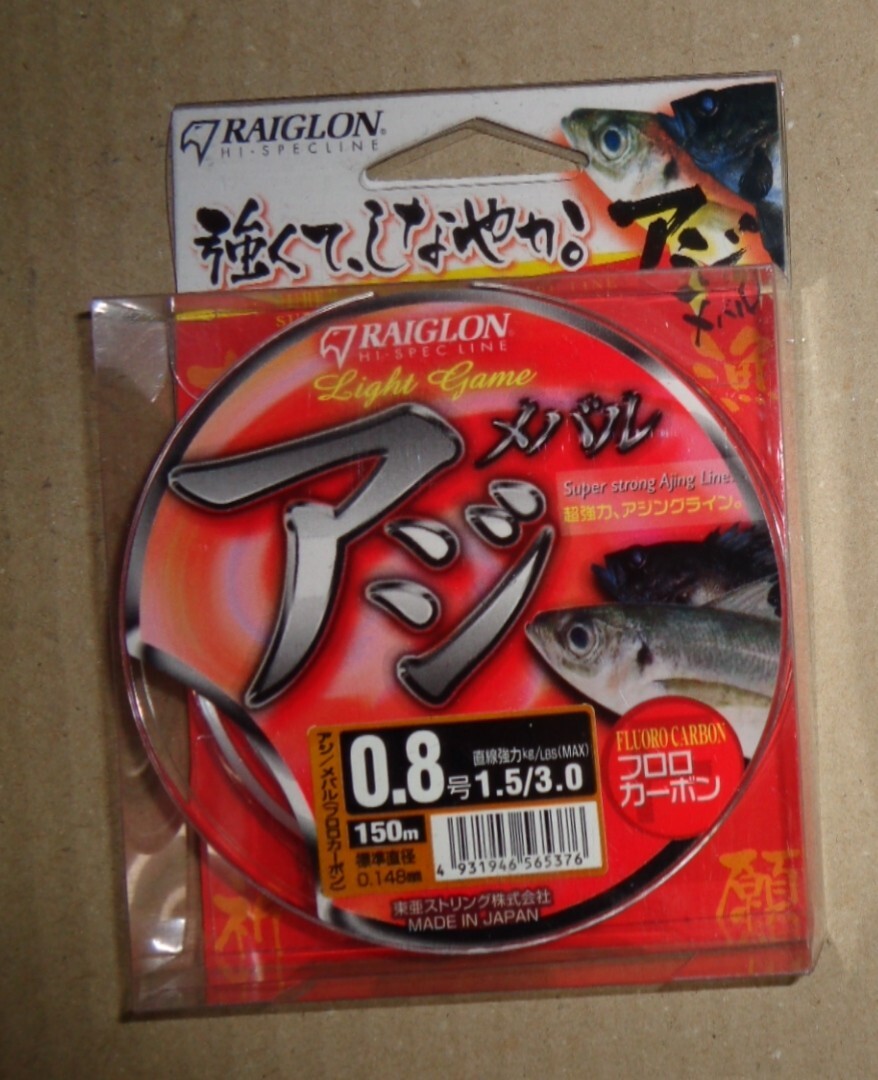 RAIGLON®
HI-SPECLINE
強くて、しなやか!
アジ
メバル
RAIGLON®
HI-SPEC LINE
Light Game
メバル
アジ
Super strong Ajing Line.
超強力、アジングライン。
FLUORO CARBON
フロロ
カーボン
アジ/メバル(フロロカーボン)
0.8号
直線強力kg/LBS(MAX)
1.5/3.0
150m
標準直径
0.148mm
4 931946 565376
東亜ストリング株式会社
MADE IN JAPAN
祈
願